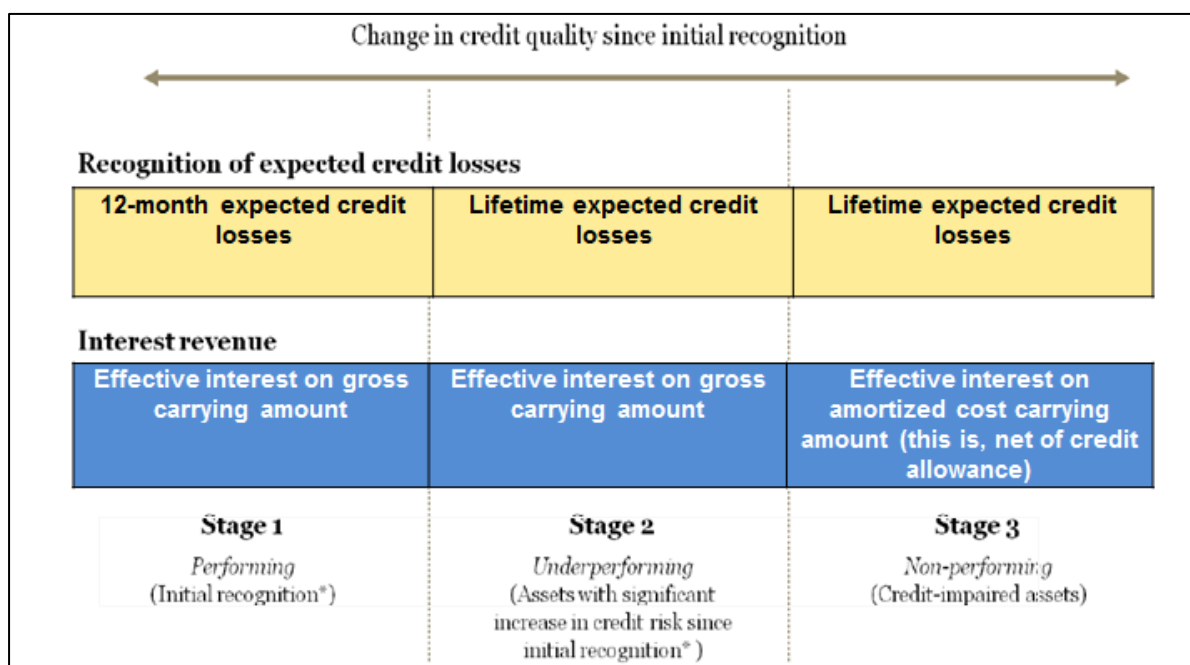 Change in credit quality since initial recognition
Recognition of expected credit losses
12-month expected credit
losses
Lifetime expected credit
losses
Lifetime expected credit
losses
Interest revenue
Effective interest on gross
carrying amount
Effective interest on gross
carrying amount
Effective interest on
amortized cost carrying
amount (this is, net of credit
allowance)
Stage 1
Performing
(Initial recognition*)
Stage 2
Underperforming
(Assets with significant
increase in credit risk since
initial recognition*)
Stage 3
Non-performing
(Credit-impaired assets)